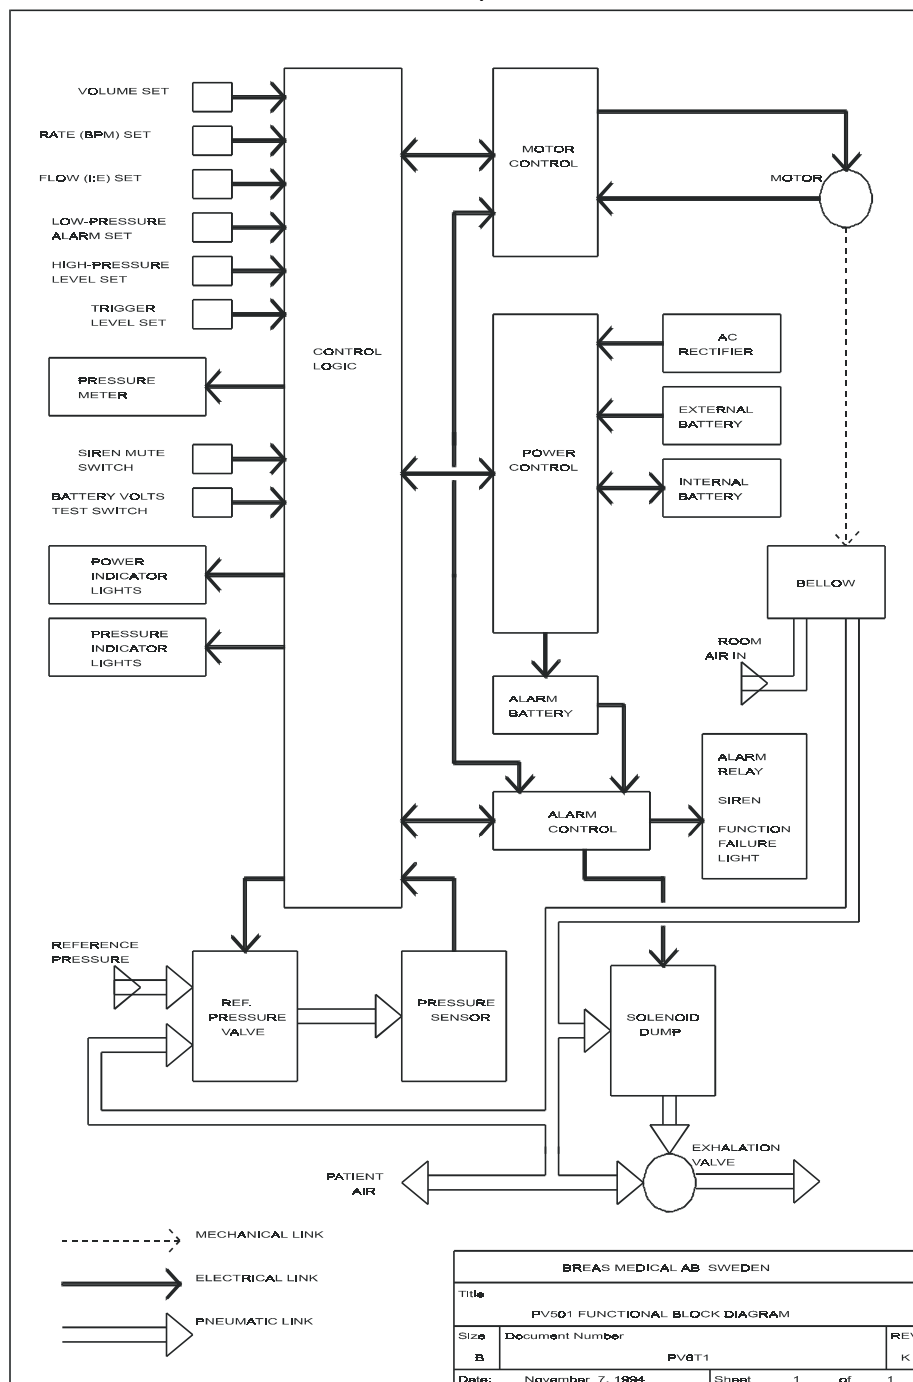 VOLUME SET
RATE (BPM) SET
FLOW (I:E) SET
LOW-PRESSURE
ALARM SET
HIGH-PRESSURE
LEVEL SET
TRIGGER
LEVEL SET
PRESSURE
METER
SIREN MUTE
SWITCH
BATTERY VOLTS
TEST SWITCH
POWER
INDICATOR
LIGHTS
PRESSURE
INDICATOR
LIGHTS
CONTROL
LOGIC
MOTOR
CONTROL
MOTOR
POWER
CONTROL
AC
RECTIFIER
EXTERNAL
BATTERY
INTERNAL
BATTERY
BELLOW
ROOM
AIR IN
ALARM
BATTERY
ALARM
CONTROL
ALARM
RELAY
SIREN
FUNCTION
FAILURE
LIGHT
REFERENCE
PRESSURE
REF.
PRESSURE
VALVE
PRESSURE
SENSOR
SOLENOID
DUMP
PATIENT
AIR
EXHALATION
VALVE
MECHANICAL LINK
ELECTRICAL LINK
PNEUMATIC LINK
BREAS MEDICAL AB SWEDEN
Title
PV501 FUNCTIONAL BLOCK DIAGRAM
Size Document Number REV
B PV6T1 K
Date: November 7, 1994 Sheet 1 of 1